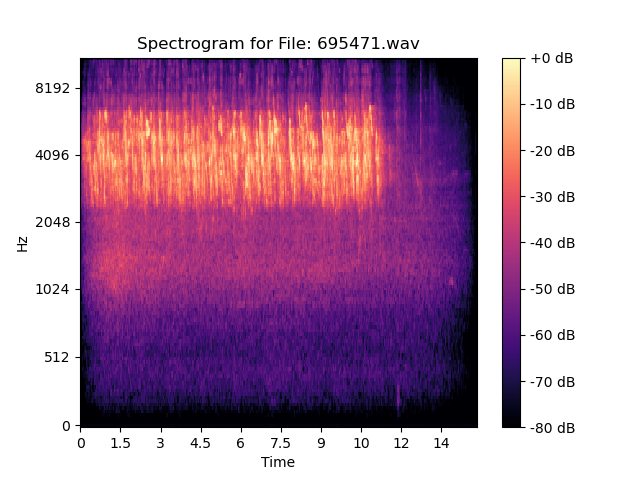 Spectrogram for File: 695471.wav
8192
4096
2048
1024
512
0
Hz
0 1.5 3 4.5 6 7.5 9 10 12 14
Time
+0 dB
-10 dB
-20 dB
-30 dB
-40 dB
-50 dB
-60 dB
-70 dB
-80 dB